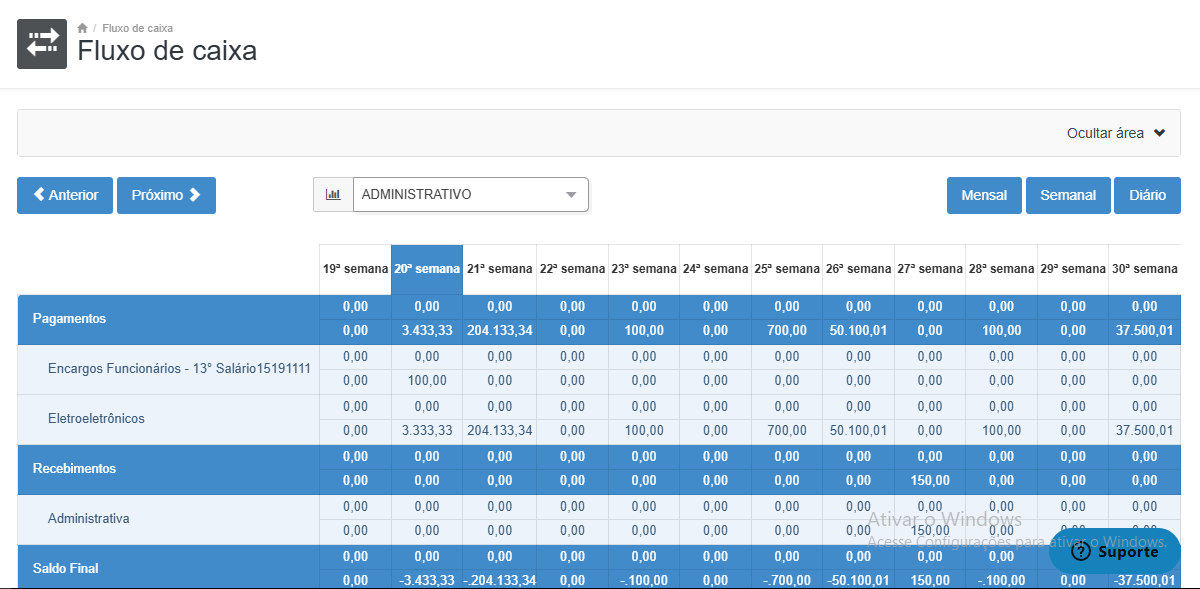 / Fluxo de caixa
Fluxo de caixa
Ocultar área
Anterior Próximo ADMINISTRATIVO Mensal Semanal Diário
19ª semana 20ª semana 21ª semana 22ª semana 23ª semana 24ª semana 25ª semana 26ª semana 27ª semana 28ª semana 29ª semana 30ª semana
Pagamentos
0,00 0,00 0,00 0,00 0,00 0,00 0,00 0,00 0,00 0,00 0,00 0,00
0,00 3.433,33 204.133,34 0,00 100,00 0,00 700,00 50.100,01 0,00 100,00 0,00 37.500,01
Encargos Funcionários - 13° Salário15191111
0,00 0,00 0,00 0,00 0,00 0,00 0,00 0,00 0,00 0,00 0,00 0,00
0,00 100,00 0,00 0,00 0,00 0,00 0,00 0,00 0,00 0,00 0,00 0,00
Eletroeletrônicos
0,00 0,00 0,00 0,00 0,00 0,00 0,00 0,00 0,00 0,00 0,00 0,00
0,00 3.333,33 204.133,34 0,00 100,00 0,00 700,00 50.100,01 0,00 100,00 0,00 37.500,01
Recebimentos
0,00 0,00 0,00 0,00 0,00 0,00 0,00 0,00 0,00 0,00 0,00 0,00
0,00 0,00 0,00 0,00 0,00 0,00 0,00 0,00 150,00 0,00 0,00 0,00
Administrativa
0,00 0,00 0,00 0,00 0,00 0,00 0,00 0,00 0,00 0,00 0,00 0,00
0,00 0,00 0,00 0,00 0,00 0,00 0,00 0,00 150,00 0,00 0,00 0,00
Ativar o Windows
Acesse Configurações para ativar o Windows.
Saldo Final
0,00 0,00 0,00 0,00 0,00 0,00 0,00 0,00 0,00 0,00
0,00 -3.433,33 -.204.133,34 0,00 -.100,00 0,00 -.700,00 -50.100,01 150,00 -.100,00 0,00 -37.500,01
Suporte